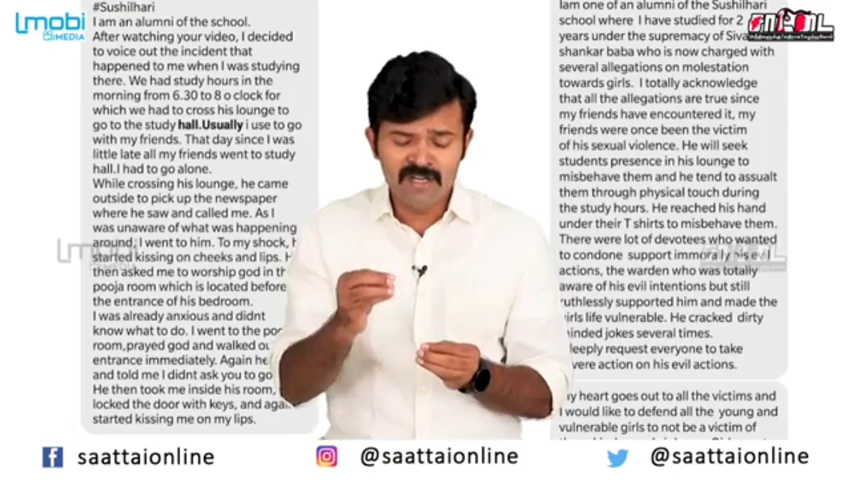 Lmobi
MEDIA
#Sushilhari
I am an alumni of the school.
After watching your video, I decided
to voice out the incident that
happened to me when I was studying
there. We had study hours in the
morning from 6.30 to 8 o clock for
which we had to cross his lounge to
go to the study hall.Usually i use to go
with my friends. That day since I was
little late all my friends went to study
hall.I had to go alone.
While crossing his lounge, he came
outside to pick up the newspaper
where he saw and called me. As I
was unaware of what was happening
around, I went to him. To my shock, h
started kissing on cheeks and lips. H
then asked me to worship god in th
pooja room which is located before
the entrance of his bedroom.
I was already anxious and didnt
know what to do. I went to the poo
room,prayed god and walked ou
entrance immediately. Again he
and told me I didnt ask you to go
He then took me inside his room,
locked the door with keys, and agai
started kissing me on my lips.
Iam one of an alumni of the Sushilhari
school where I have studied for 2
years under the supremacy of Siva
shankar baba who is now charged with
several allegations on molestation
towards girls. I totally acknowledge
that all the allegations are true since
my friends have encountered it, my
friends were once been the victim
of his sexual violence. He will seek
students presence in his lounge to
misbehave them and he tend to assualt
them through physical touch during
the study hours. He reached his hand
under their T shirts to misbehave them.
There were lot of devotees who wanted
to condone support immorally his evil
actions, the warden who was totally
aware of his evil intentions but still
ruthlessly supported him and made the
girls life vulnerable. He cracked dirty
minded jokes several times.
deeply request everyone to take
vere action on his evil actions.
my heart goes out to all the victims and
I would like to defend all the young and
vulnerable girls to not be a victim of
சாட்டை
saattaionline
@saattaionline
@saattaionline